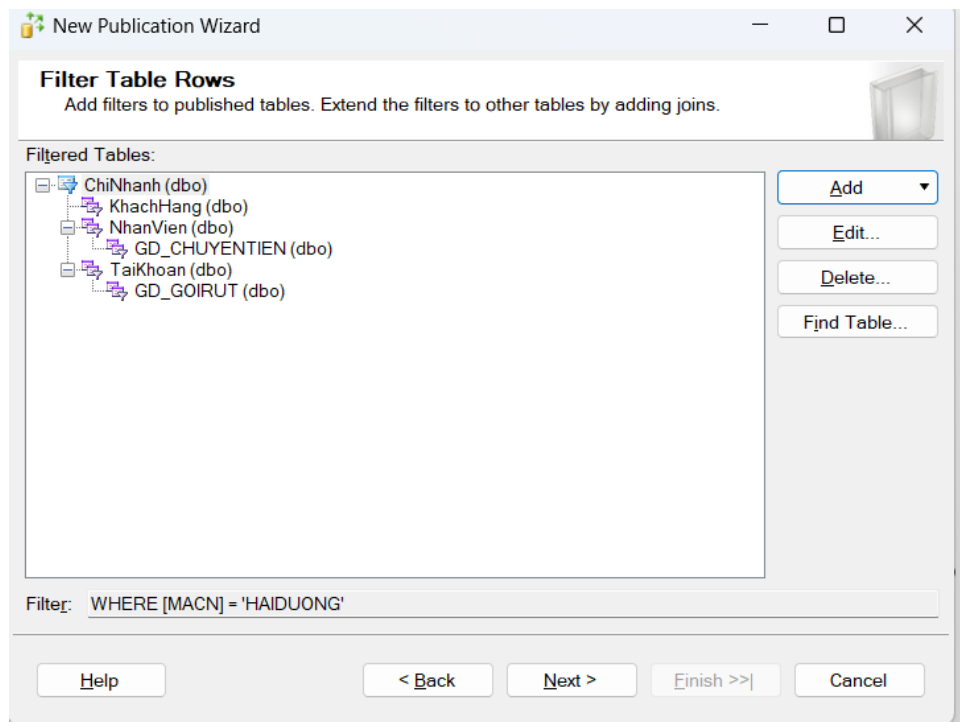 New Publication Wizard
Filter Table Rows
Add filters to published tables. Extend the filters to other tables by adding joins.
Filtered Tables:
ChiNhanh (dbo)
KhachHang (dbo)
NhanVien (dbo)
GD_CHUYENTIEN (dbo)
TaiKhoan (dbo)
GD_GOIRUT (dbo)
Add
Edit...
Delete...
Find Table...
Filter: WHERE [MACN] = 'HAIDUONG'
Help < Back Next > Finish >>| Cancel